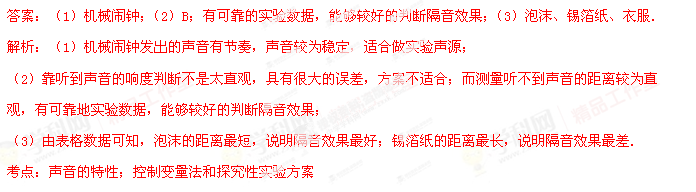 答案：（1）机械闹钟；（2）B；有可靠的实验数据，能够较好的判断隔音效果；（3）泡沫、锡箔纸、衣服．
解析：（1）机械闹钟发出的声音有节奏，声音较为稳定，适合做实验声源；
（2）靠听到声音的响度判断不是太直观，具有很大的误差，方案不适合；而测量听不到声音的距离较为直
观，有可靠地实验数据，能够较好的判断隔音效果；
（3）由表格数据可知，泡沫的距离最短，说明隔音效果最好；锡箔纸的距离最长，说明隔音效果最差．
考点：声音的特性；控制变量法和探究性实验方案